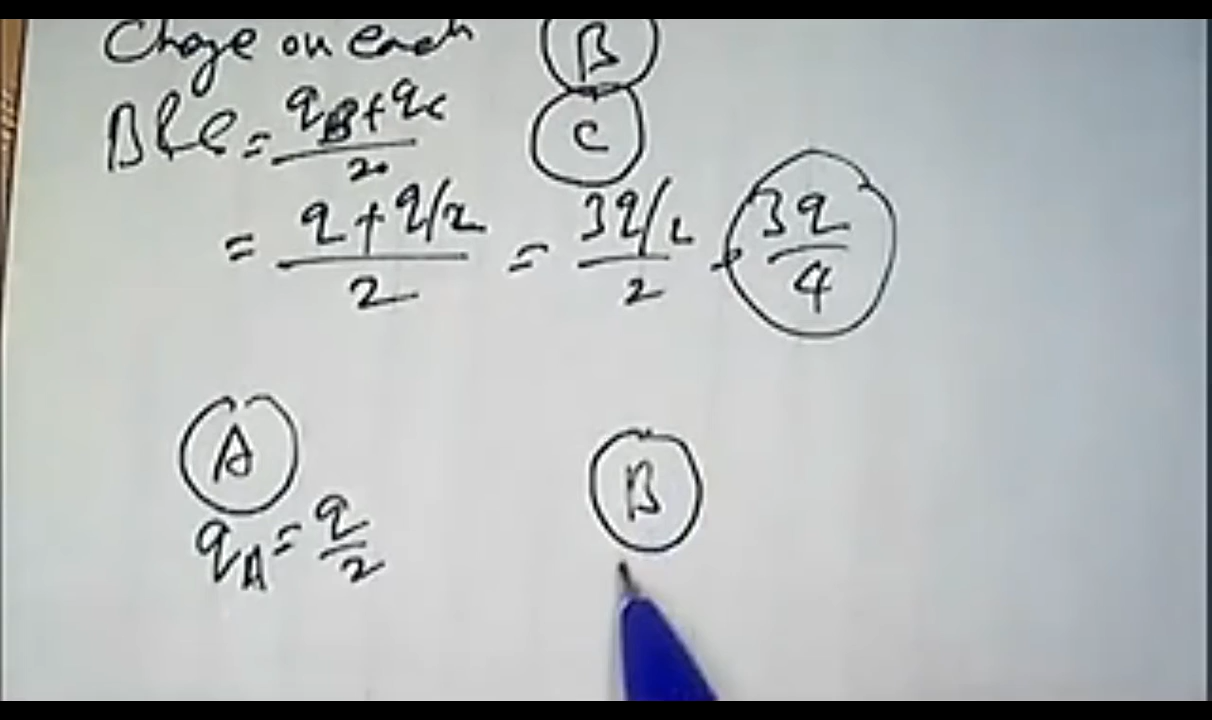 Charge on each
B
B & C = qB + qC / 2
C
= q + q/2 / 2 = 3q/2 / 2 = 3q / 4
A
B
qA = q / 2